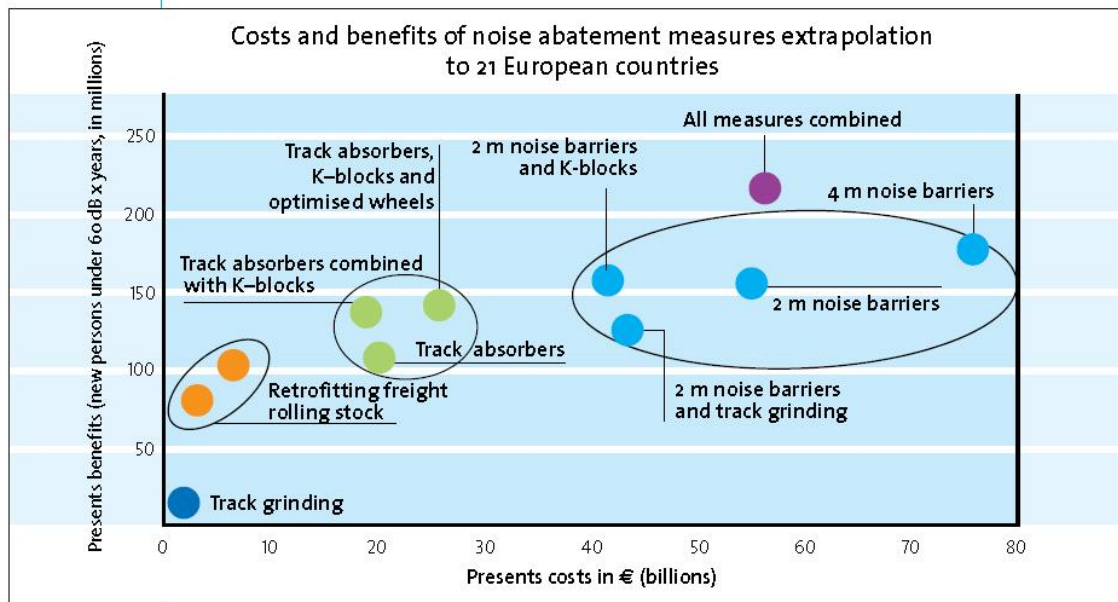 Costs and benefits of noise abatement measures extrapolation
to 21 European countries
Presents benefits (new persons under 60 dB x years, in millions)
250
200
150
100
50
All measures combined
2 m noise barriers
and K-blocks
Track absorbers,
K–blocks and
optimised wheels
4 m noise barriers
Track absorbers combined
with K–blocks
2 m noise barriers
Track absorbers
2 m noise barriers
and track grinding
Retrofitting freight
rolling stock
Track grinding
0
10
20
30
40
50
60
70
80
Presents costs in € (billions)